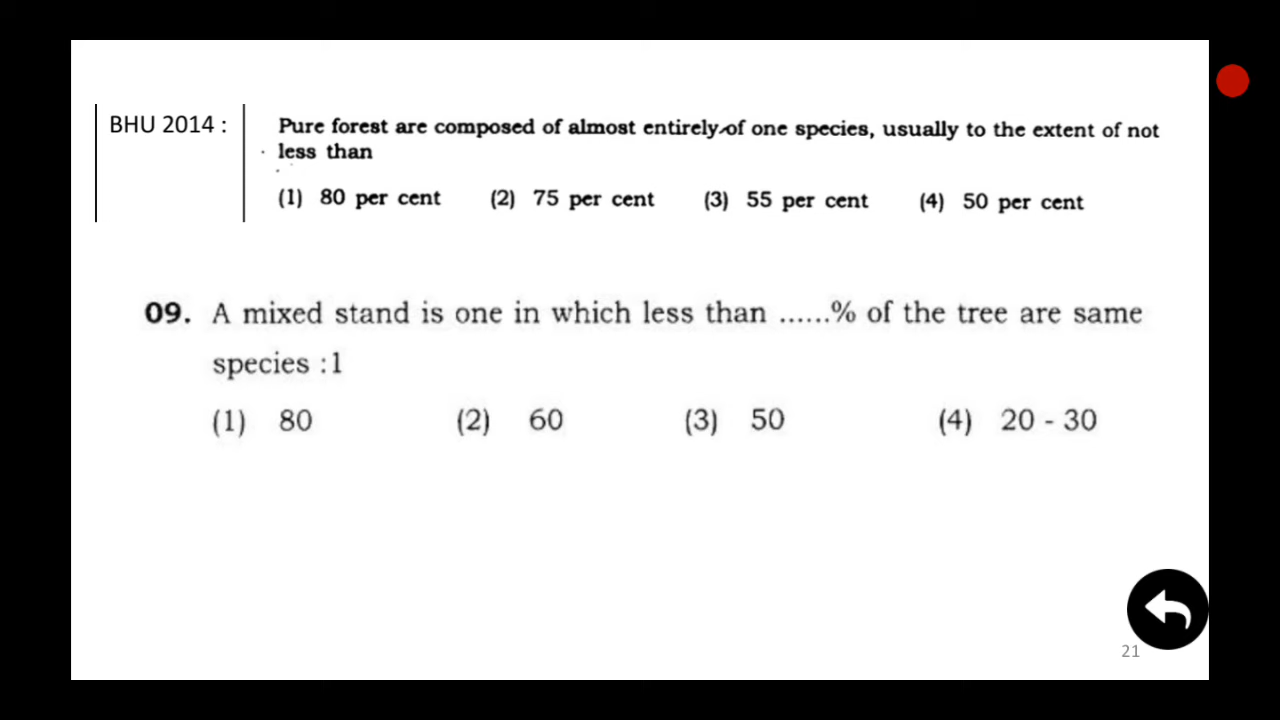 BHU 2014 :
Pure forest are composed of almost entirely of one species, usually to the extent of not
less than
(1) 80 per cent (2) 75 per cent (3) 55 per cent (4) 50 per cent
09. A mixed stand is one in which less than ......% of the tree are same
species :1
(1) 80 (2) 60 (3) 50 (4) 20 - 30
21